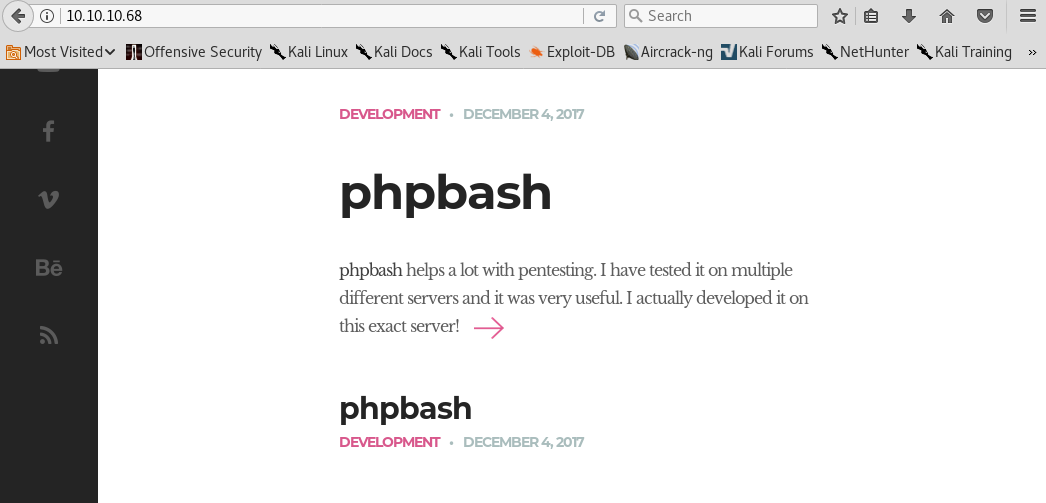 10.10.10.68 Search
Most Visited Offensive Security Kali Linux Kali Docs Kali Tools Exploit-DB Aircrack-ng Kali Forums NetHunter Kali Training »
DEVELOPMENT • DECEMBER 4, 2017
phpbash
phpbash helps a lot with pentesting. I have tested it on multiple
different servers and it was very useful. I actually developed it on
this exact server!
phpbash
DEVELOPMENT • DECEMBER 4, 2017
Bē